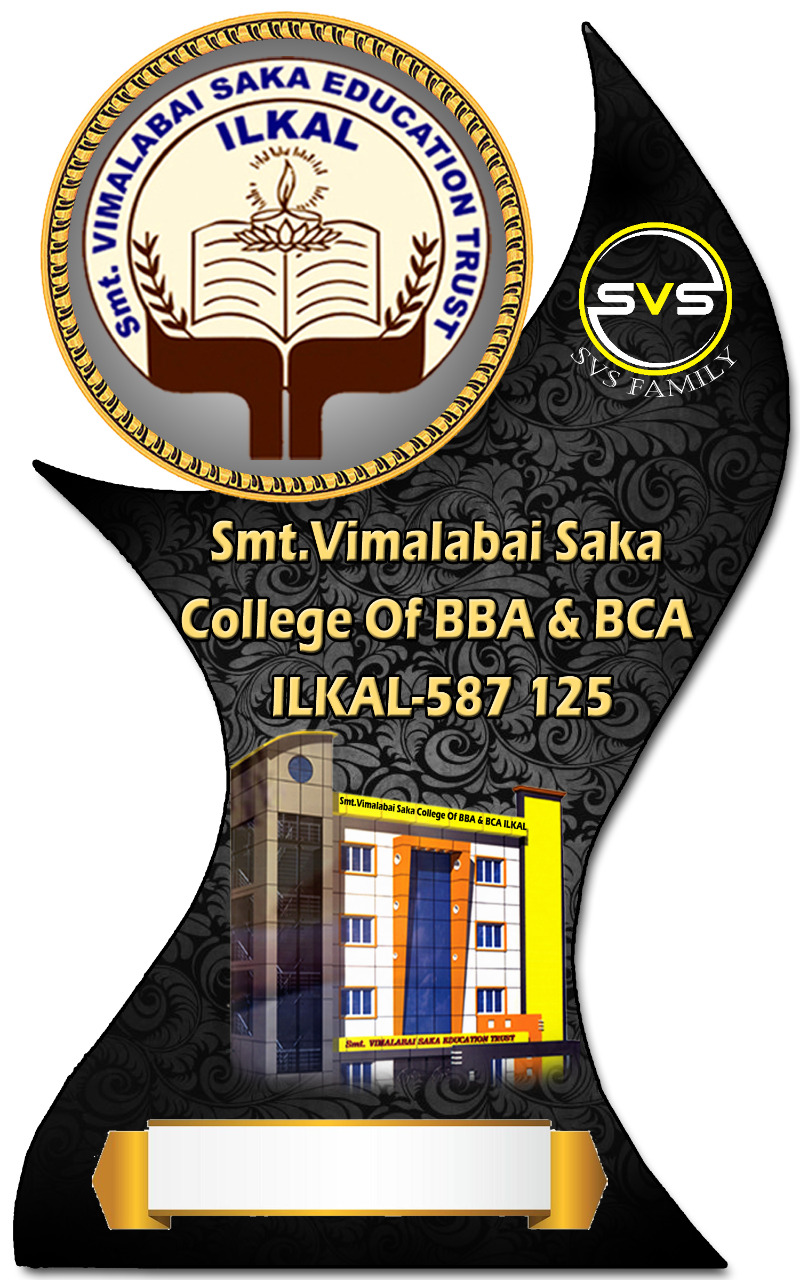 Smt. VIMALABAI SAKA EDUCATION TRUST
ILKAL
SVS
SVS FAMILY
Smt.Vimalabai Saka
College Of BBA & BCA
ILKAL-587 125
Smt.Vimalabai Saka College Of BBA & BCA ILKAL
Smt. VIMALABAI SAKA EDUCATION TRUST